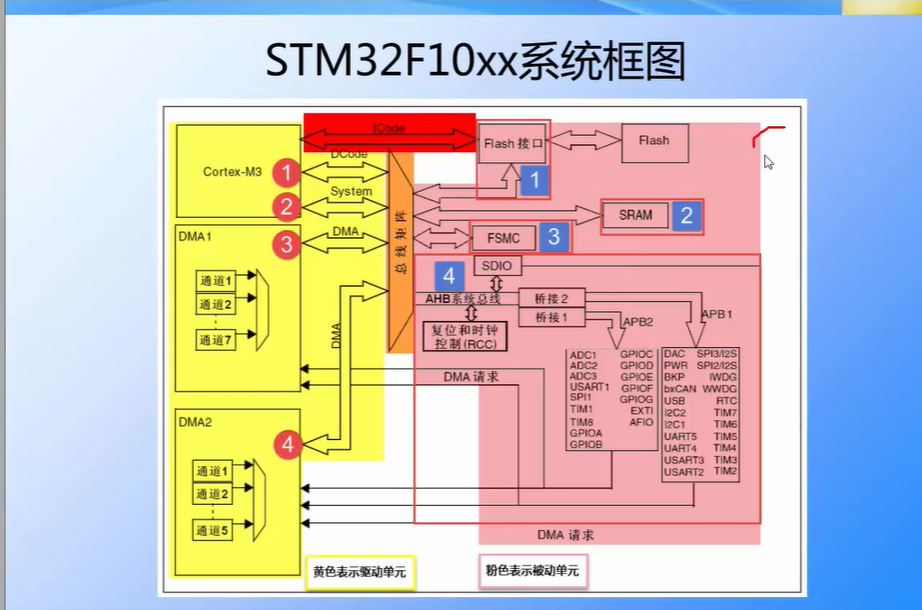 STM32F10xx系统框图
ICode
Flash 接口
Flash
DCode
Cortex-M3
1
1
System
2
SRAM
2
DMA1
3
DMA
FSMC
3
总线矩阵
4
SDIO
通道1
通道2
通道7
AHB系统总线
桥接2
桥接1
APB2
APB1
复位和时钟
控制(RCC)
DMA
DMA 请求
ADC1 GPIOC
ADC2 GPIOD
ADC3 GPIOE
USART1 GPIOF
SPI1 GPIOG
TIM1 EXTI
TIM8 AFIO
GPIOA
GPIOB
DAC SPI3/I2S
PWR SPI2/I2S
BKP IWDG
bxCAN WWDG
USB RTC
I2C2 TIM7
I2C1 TIM6
UART5 TIM5
UART4 TIM4
USART3 TIM3
USART2 TIM2
DMA2
4
通道1
通道2
通道5
DMA 请求
黄色表示驱动单元
粉色表示被动单元